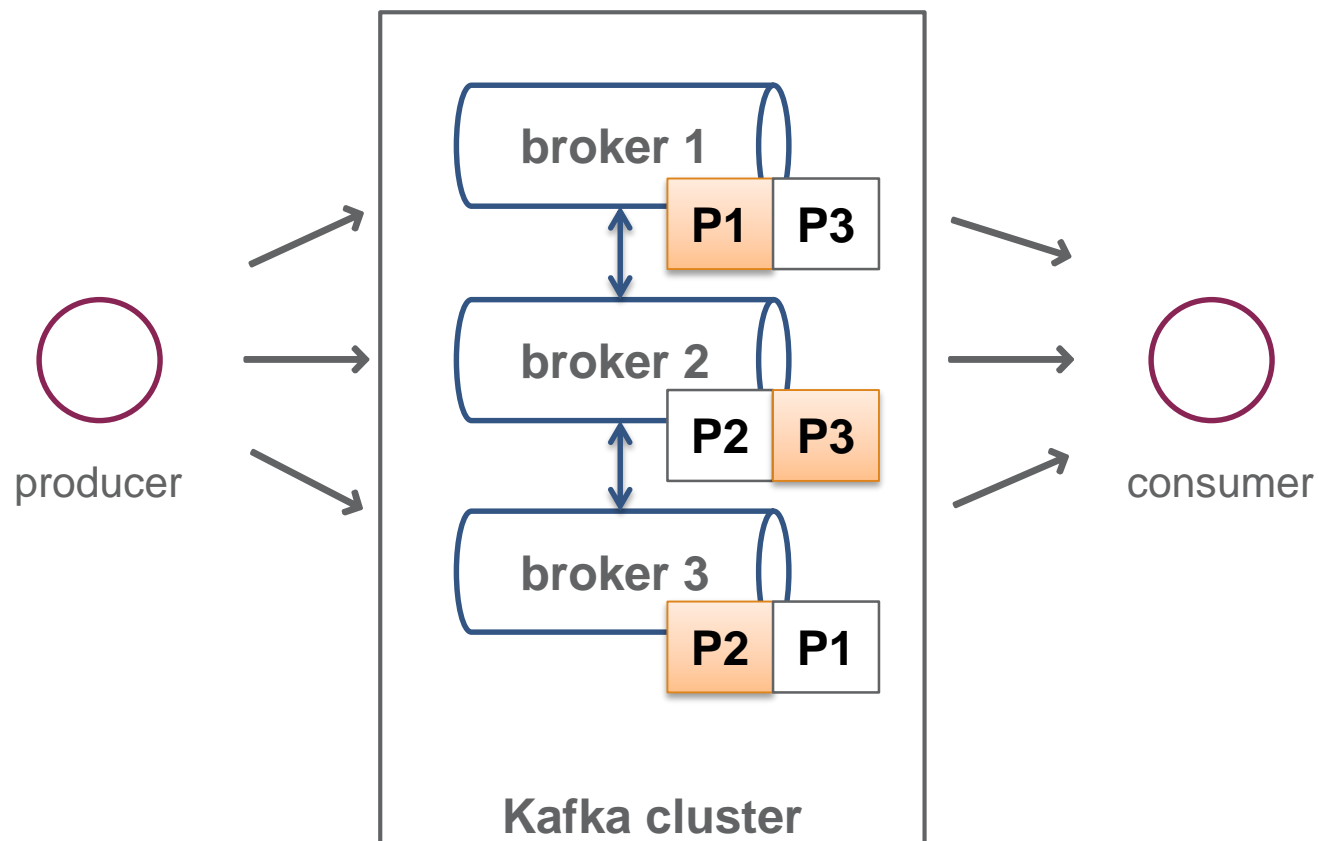 broker 1
P1 P3
broker 2
P2 P3
producer
consumer
broker 3
P2 P1
Kafka cluster